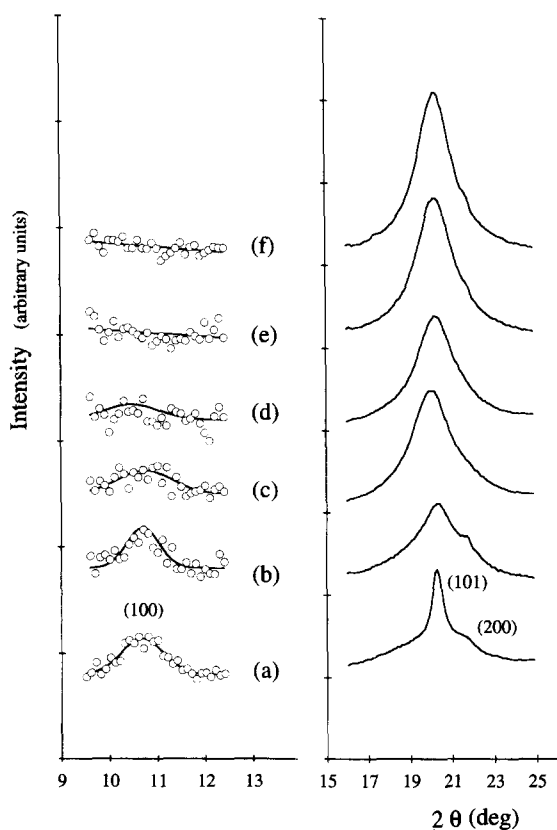 Intensity (arbitrary units)
(f)
(e)
(d)
(c)
(b)
(100)
(a)
(101)
(200)
9 10 11 12 13
15 17 19 21 23 25
2 θ (deg)